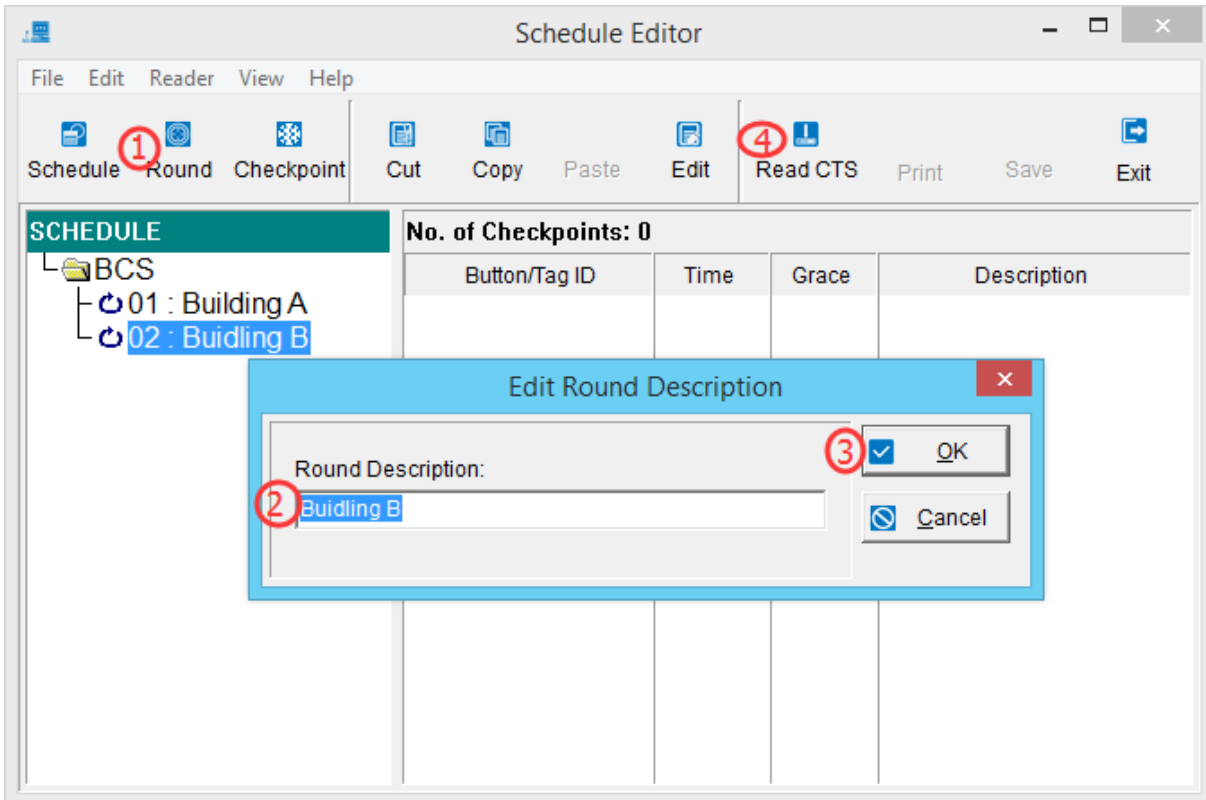 Schedule Editor
File Edit Reader View Help
1 4
Schedule Round Checkpoint Cut Copy Paste Edit Read CTS Print Save Exit
SCHEDULE
No. of Checkpoints: 0
BCS
Button/Tag ID Time Grace Description
01 : Building A
02 : Buidling B
Edit Round Description
3 OK
Round Description:
2 Buidling B
Cancel